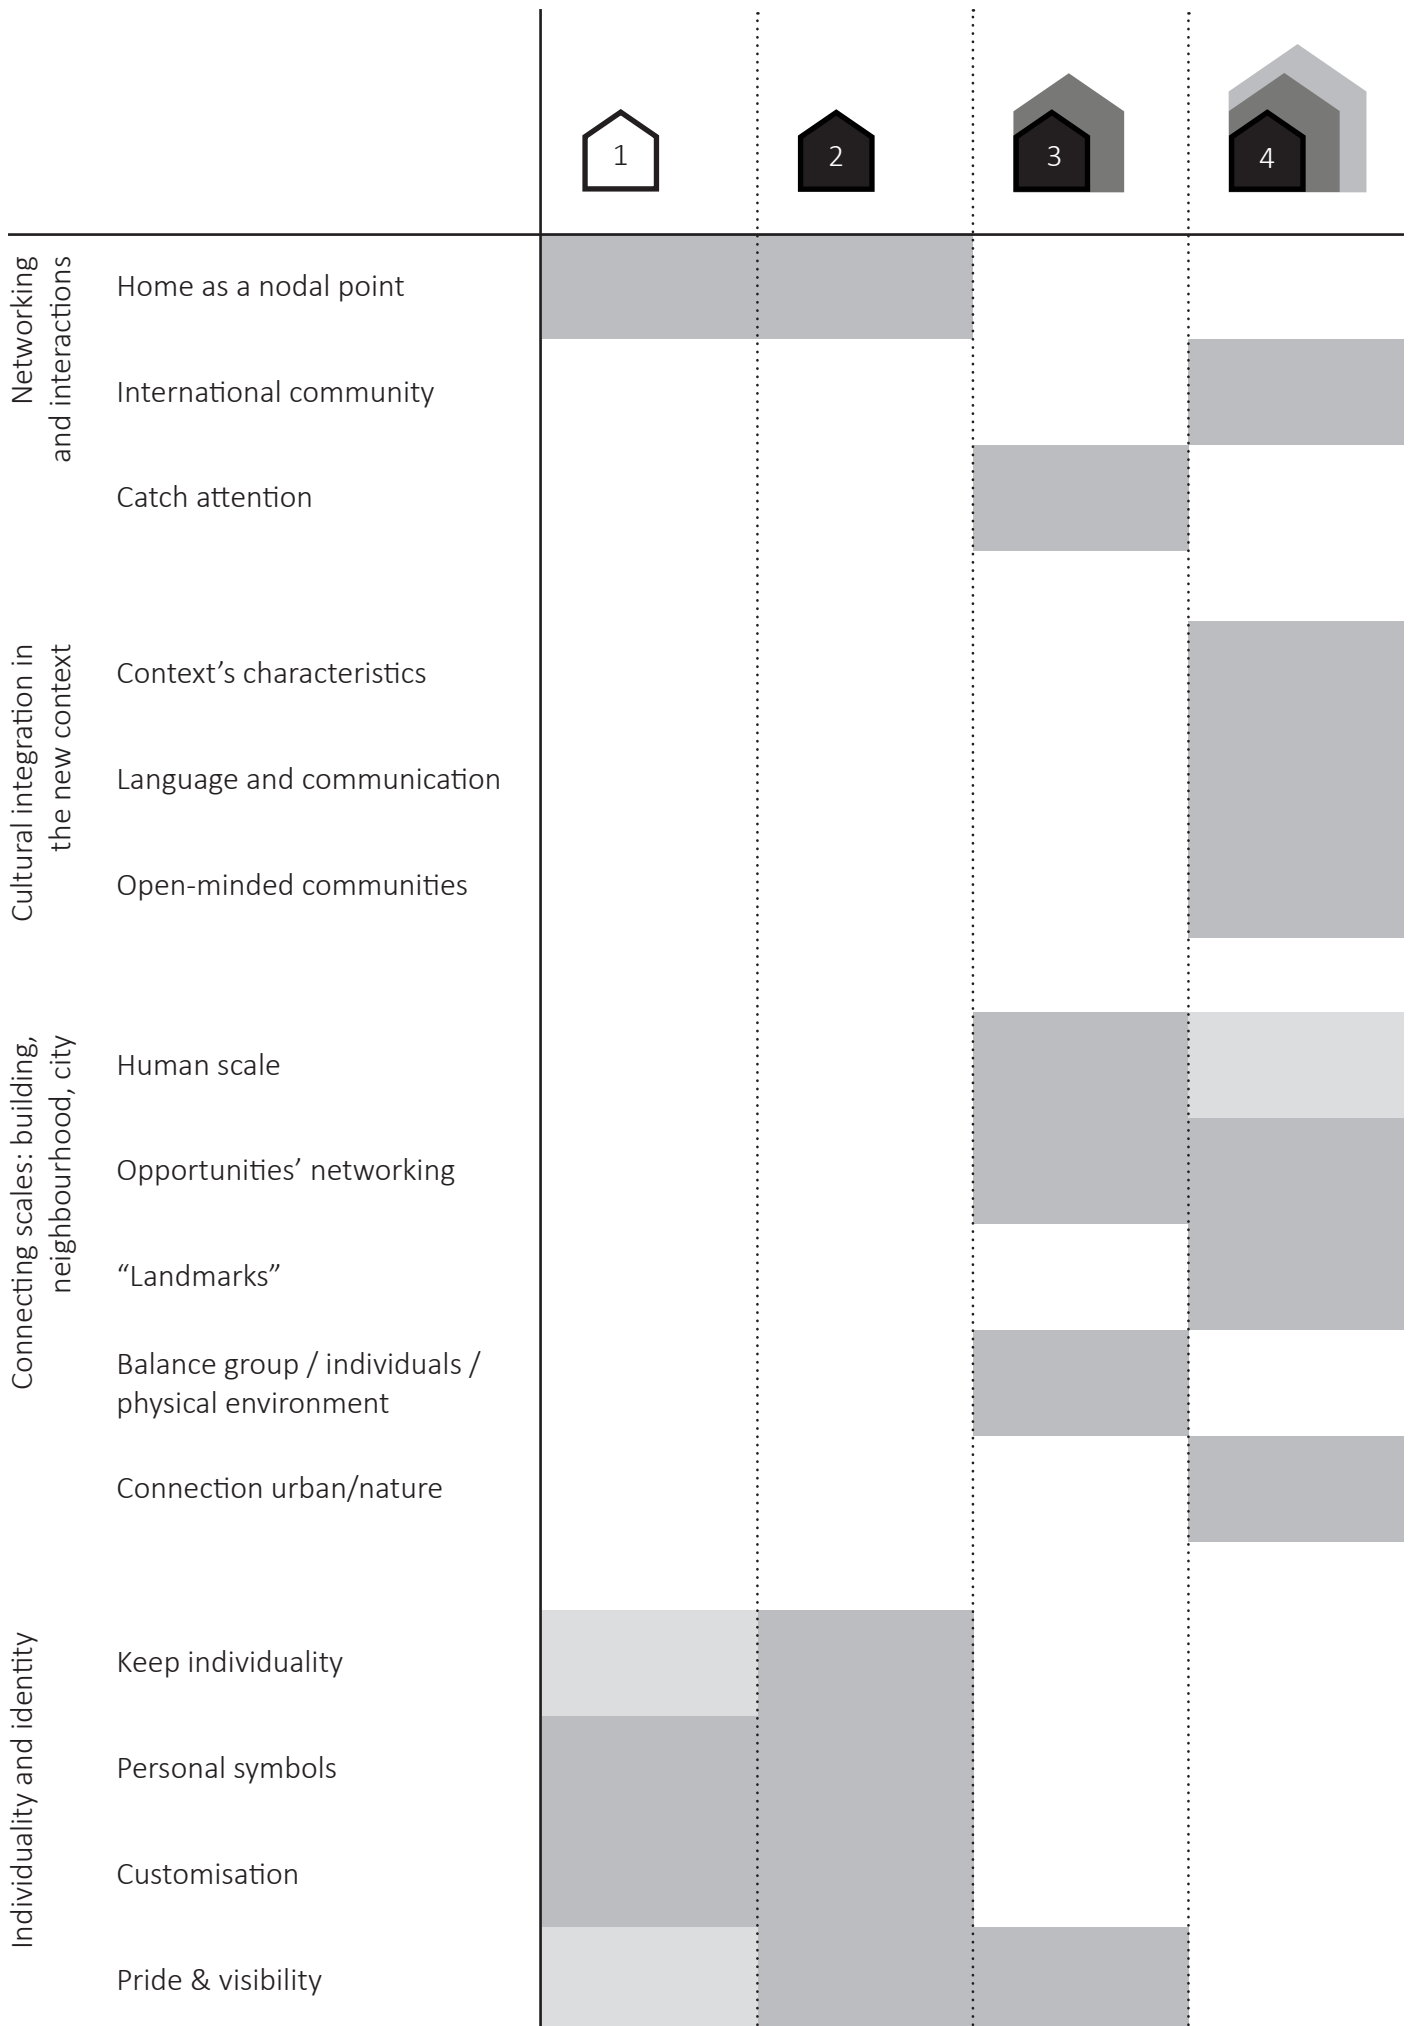 1
2
3
4
Networking
and interactions
Home as a nodal point
International community
Catch attention
Cultural integration in
the new context
Context’s characteristics
Language and communication
Open-minded communities
Connecting scales: building,
neighbourhood, city
Human scale
Opportunities’ networking
“Landmarks”
Balance group / individuals /
physical environment
Connection urban/nature
Individuality and identity
Keep individuality
Personal symbols
Customisation
Pride & visibility